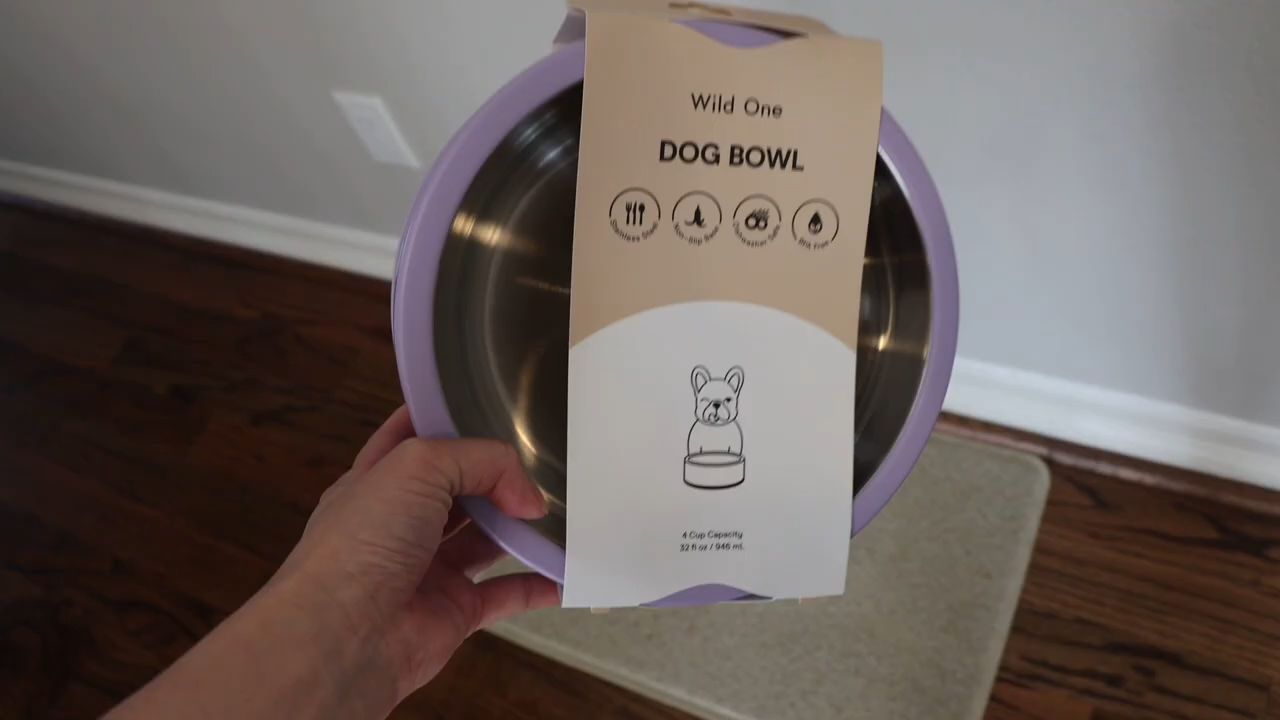 Wild One
DOG BOWL
Stainless Steel
Non-Slip Base
Dishwasher Safe
BPA Free
4 Cup Capacity
32 fl oz / 946 mL